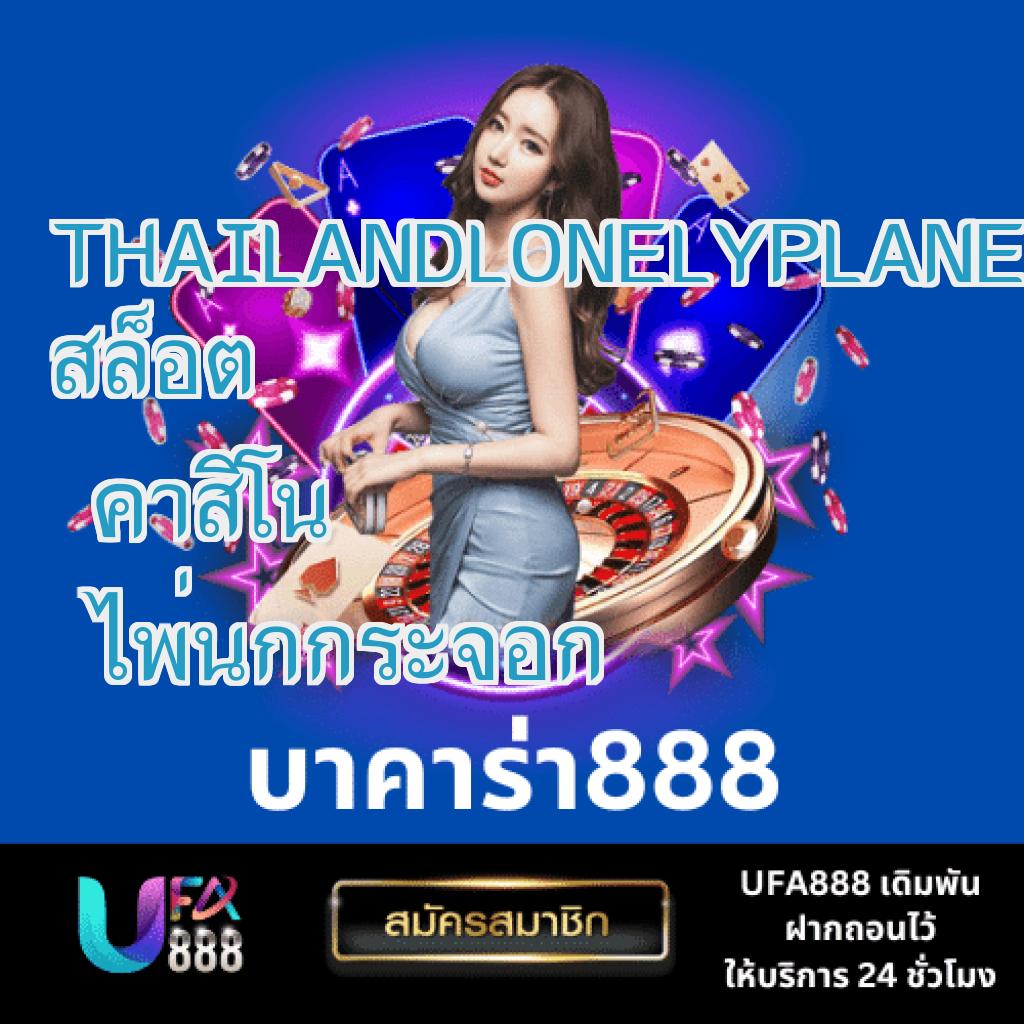 THAILANDLONELYPLANE
สล็อต
คาสิโน
ไพ่นกกระจอก
บาคาร่า888
UFA
888
สมัครสมาชิก
UFA888 เดิมพัน
ฝากถอนไว้
ให้บริการ 24 ชั่วโมง